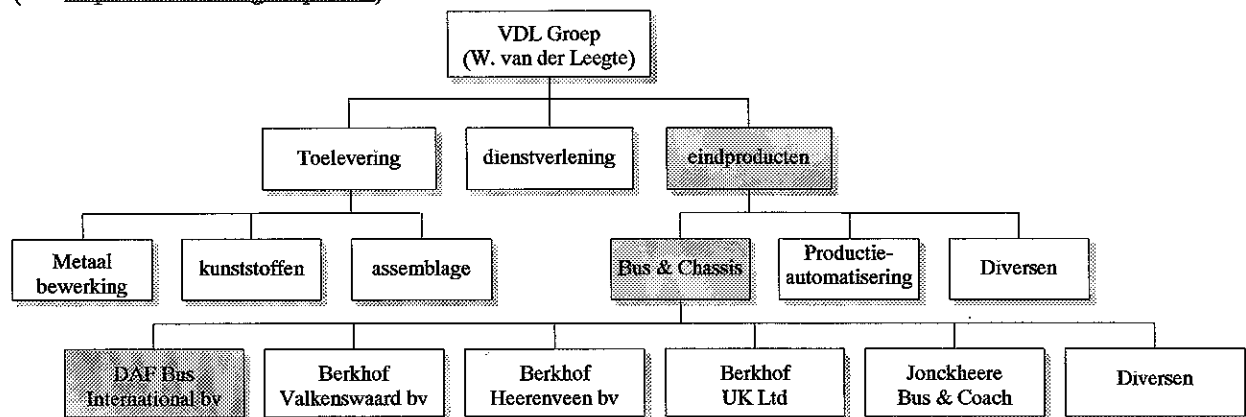 VDL Groep
(W. van der Leegte)
Toelevering
dienstverlening
eindproducten
Metaal
bewerking
kunststoffen
assemblage
Bus & Chassis
Productie-
automatisering
Diversen
DAF Bus
International bv
Berkhof
Valkenswaard bv
Berkhof
Heerenveen bv
Berkhof
UK Ltd
Jonckheere
Bus & Coach
Diversen